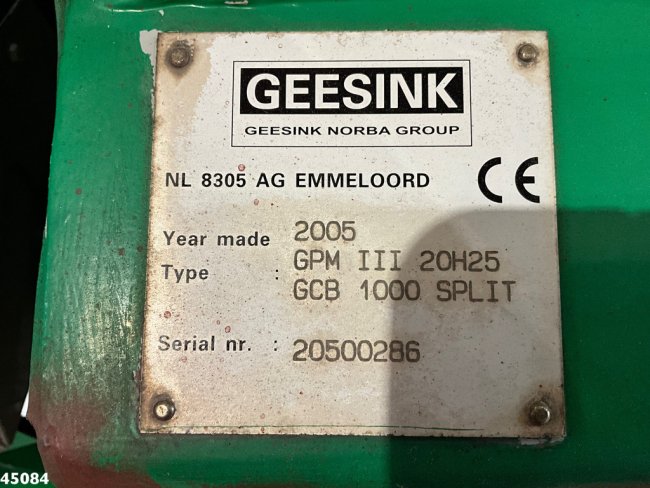 GEESINK
GEESINK NORBA GROUP
NL 8305 AG EMMELOORD CE
Year made 2005
Type : GPM III 20H25
GCB 1000 SPLIT
Serial nr. : 20500286
45084